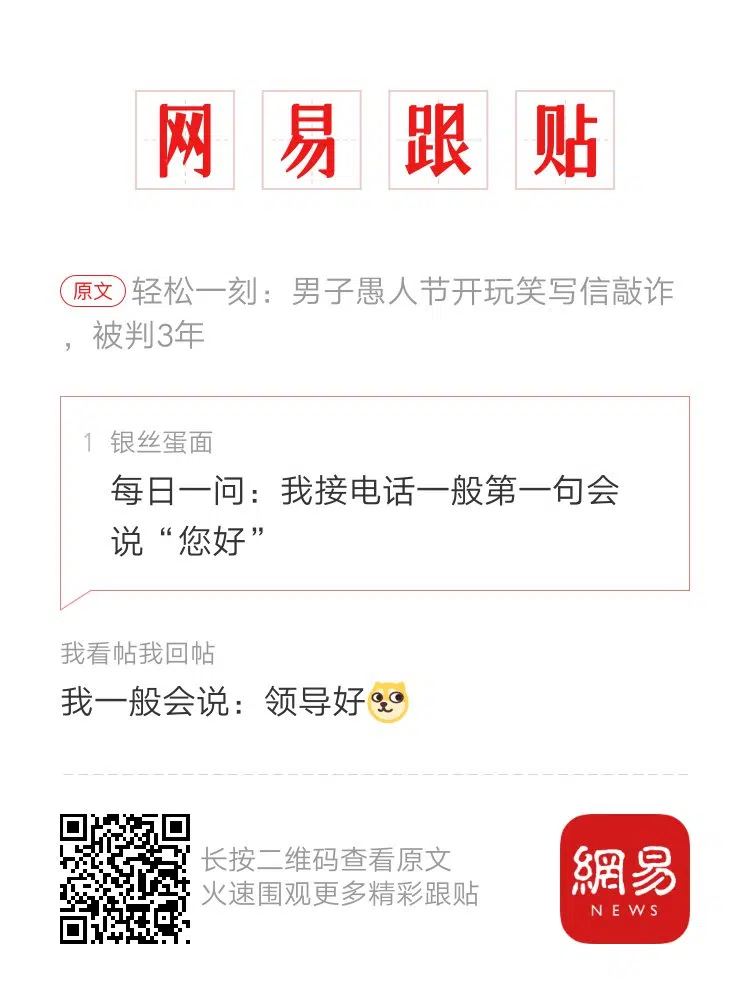 网易跟贴
原文 轻松一刻：男子愚人节开玩笑写信敲诈
，被判3年
1 银丝蛋面
每日一问：我接电话一般第一句会
说“您好”
我看帖我回帖
我一般会说：领导好
长按二维码查看原文
火速围观更多精彩跟贴
網易
NEWS